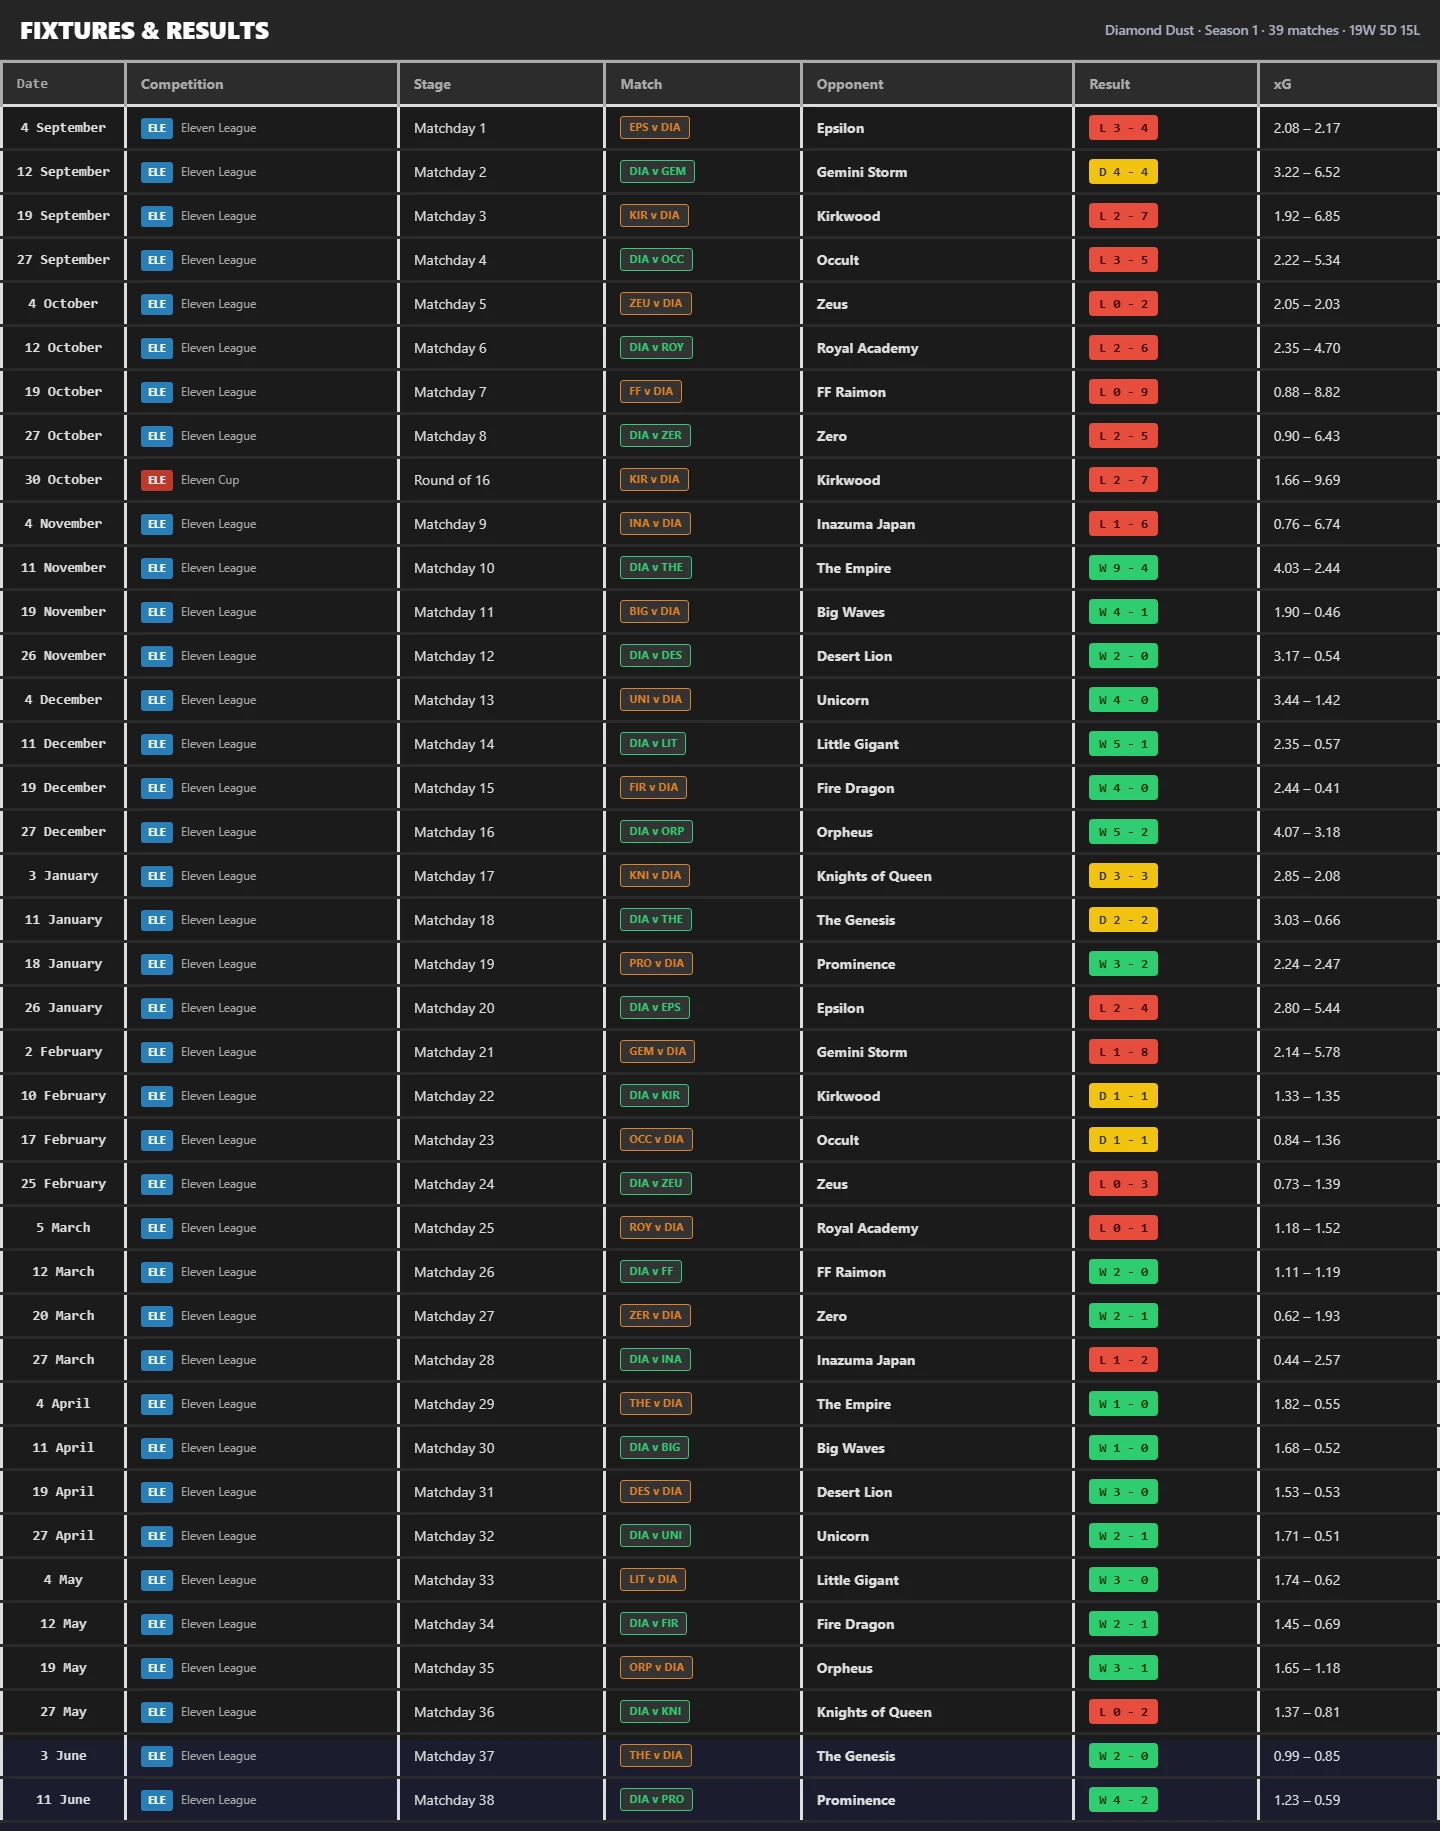 FIXTURES & RESULTS
Diamond Dust · Season 1 · 39 matches · 19W 5D 15L
Date Competition Stage Match Opponent Result xG
4 September ELE Eleven League Matchday 1 EPS v DIA Epsilon L 3 - 4 2.08 – 2.17
12 September ELE Eleven League Matchday 2 DIA v GEM Gemini Storm D 4 - 4 3.22 – 6.52
19 September ELE Eleven League Matchday 3 KIR v DIA Kirkwood L 2 - 7 1.92 – 6.85
27 September ELE Eleven League Matchday 4 DIA v OCC Occult L 3 - 5 2.22 – 5.34
4 October ELE Eleven League Matchday 5 ZEU v DIA Zeus L 0 - 2 2.05 – 2.03
12 October ELE Eleven League Matchday 6 DIA v ROY Royal Academy L 2 - 6 2.35 – 4.70
19 October ELE Eleven League Matchday 7 FF v DIA FF Raimon L 0 - 9 0.88 – 8.82
27 October ELE Eleven League Matchday 8 DIA v ZER Zero L 2 - 5 0.90 – 6.43
30 October ELE Eleven Cup Round of 16 KIR v DIA Kirkwood L 2 - 7 1.66 – 9.69
4 November ELE Eleven League Matchday 9 INA v DIA Inazuma Japan L 1 - 6 0.76 – 6.74
11 November ELE Eleven League Matchday 10 DIA v THE The Empire W 9 - 4 4.03 – 2.44
19 November ELE Eleven League Matchday 11 BIG v DIA Big Waves W 4 - 1 1.90 – 0.46
26 November ELE Eleven League Matchday 12 DIA v DES Desert Lion W 2 - 0 3.17 – 0.54
4 December ELE Eleven League Matchday 13 UNI v DIA Unicorn W 4 - 0 3.44 – 1.42
11 December ELE Eleven League Matchday 14 DIA v LIT Little Gigant W 5 - 1 2.35 – 0.57
19 December ELE Eleven League Matchday 15 FIR v DIA Fire Dragon W 4 - 0 2.44 – 0.41
27 December ELE Eleven League Matchday 16 DIA v ORP Orpheus W 5 - 2 4.07 – 3.18
3 January ELE Eleven League Matchday 17 KNI v DIA Knights of Queen D 3 - 3 2.85 – 2.08
11 January ELE Eleven League Matchday 18 DIA v THE The Genesis D 2 - 2 3.03 – 0.66
18 January ELE Eleven League Matchday 19 PRO v DIA Prominence W 3 - 2 2.24 – 2.47
26 January ELE Eleven League Matchday 20 DIA v EPS Epsilon L 2 - 4 2.80 – 5.44
2 February ELE Eleven League Matchday 21 GEM v DIA Gemini Storm L 1 - 8 2.14 – 5.78
10 February ELE Eleven League Matchday 22 DIA v KIR Kirkwood D 1 - 1 1.33 – 1.35
17 February ELE Eleven League Matchday 23 OCC v DIA Occult D 1 - 1 0.84 – 1.36
25 February ELE Eleven League Matchday 24 DIA v ZEU Zeus L 0 - 3 0.73 – 1.39
5 March ELE Eleven League Matchday 25 ROY v DIA Royal Academy L 0 - 1 1.18 – 1.52
12 March ELE Eleven League Matchday 26 DIA v FF FF Raimon W 2 - 0 1.11 – 1.19
20 March ELE Eleven League Matchday 27 ZER v DIA Zero W 2 - 1 0.62 – 1.93
27 March ELE Eleven League Matchday 28 DIA v INA Inazuma Japan L 1 - 2 0.44 – 2.57
4 April ELE Eleven League Matchday 29 THE v DIA The Empire W 1 - 0 1.82 – 0.55
11 April ELE Eleven League Matchday 30 DIA v BIG Big Waves W 1 - 0 1.68 – 0.52
19 April ELE Eleven League Matchday 31 DES v DIA Desert Lion W 3 - 0 1.53 – 0.53
27 April ELE Eleven League Matchday 32 DIA v UNI Unicorn W 2 - 1 1.71 – 0.51
4 May ELE Eleven League Matchday 33 LIT v DIA Little Gigant W 3 - 0 1.74 – 0.62
12 May ELE Eleven League Matchday 34 DIA v FIR Fire Dragon W 2 - 1 1.45 – 0.69
19 May ELE Eleven League Matchday 35 ORP v DIA Orpheus W 3 - 1 1.65 – 1.18
27 May ELE Eleven League Matchday 36 DIA v KNI Knights of Queen L 0 - 2 1.37 – 0.81
3 June ELE Eleven League Matchday 37 THE v DIA The Genesis W 2 - 0 0.99 – 0.85
11 June ELE Eleven League Matchday 38 DIA v PRO Prominence W 4 - 2 1.23 – 0.59